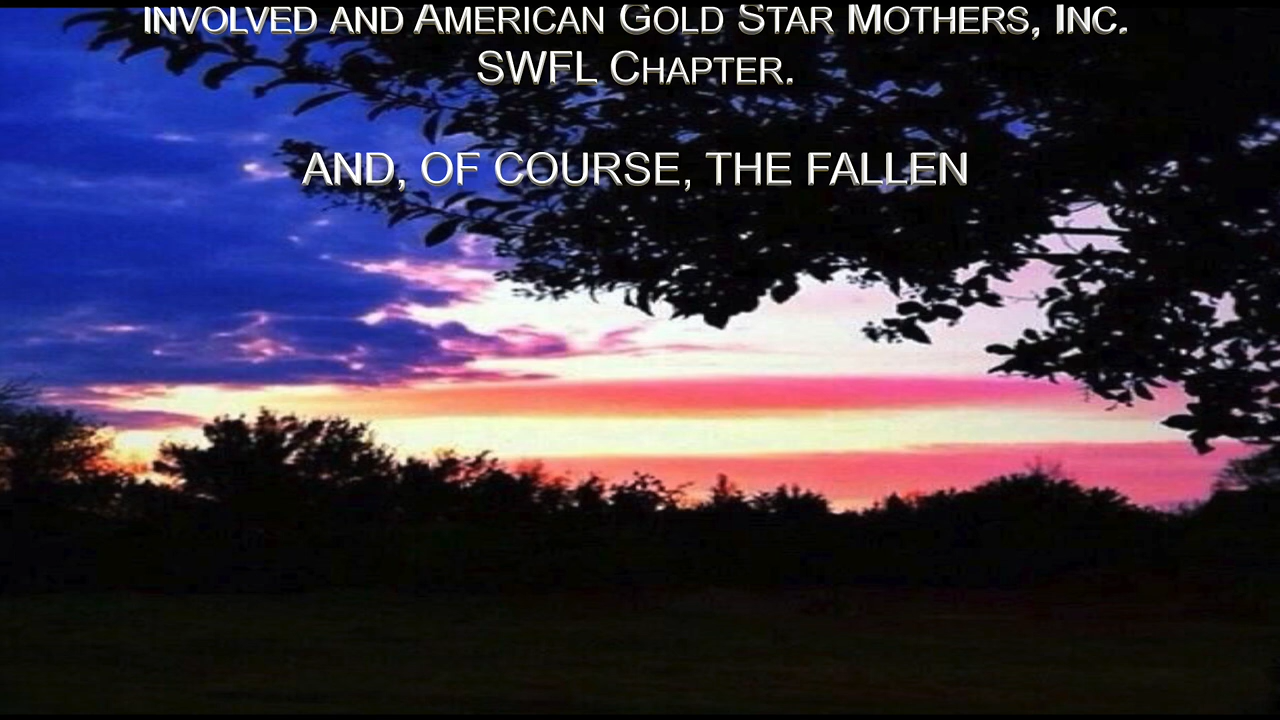 INVOLVED AND AMERICAN GOLD STAR MOTHERS, INC.
SWFL CHAPTER.
AND, OF COURSE, THE FALLEN